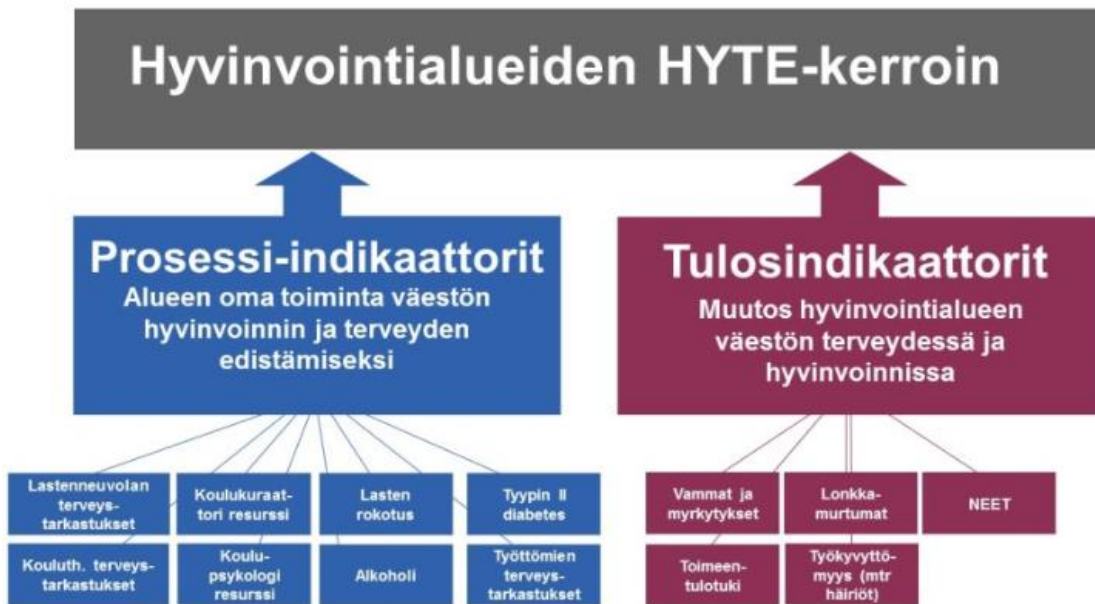 Hyvinvointialueiden HYTE-kerroin
Prosessi-indikaattorit
Alueen oma toiminta väestön
hyvinvoinnin ja terveyden
edistämiseksi
Tulosindikaattorit
Muutos hyvinvointialueen
väestön terveydessä ja
hyvinvoinnissa
Lastenneuvolan
terveys-
tarkastukset
Koulukuraat-
tori resurssi
Lasten
rokotus
Tyypin II
diabetes
Kouluth. terveys-
tarkastukset
Koulu-
psykologi
resurssi
Alkoholi
Työttömien
terveys-
tarkastukset
Vammat ja
myrkytykset
Lonkka-
murtumat
NEET
Toimeen-
tulotuki
Työkyvyttö-
myys (mtr
häiriöt)